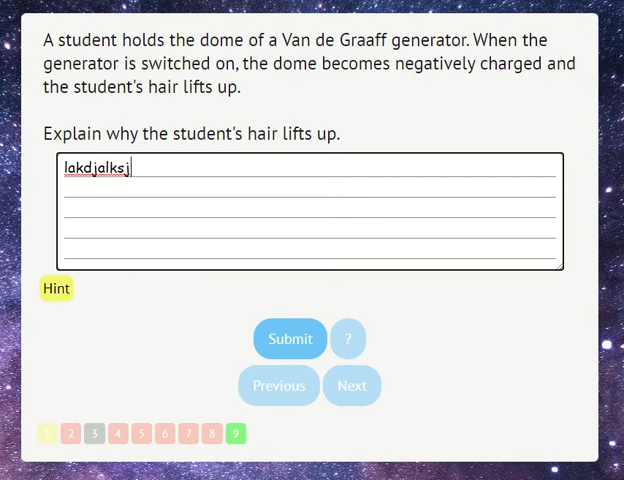 A student holds the dome of a Van de Graaff generator. When the
generator is switched on, the dome becomes negatively charged and
the student's hair lifts up.
Explain why the student's hair lifts up.
lakdjalksj
Hint
Submit ?
Previous Next
1 2 3 4 5 6 7 8 9